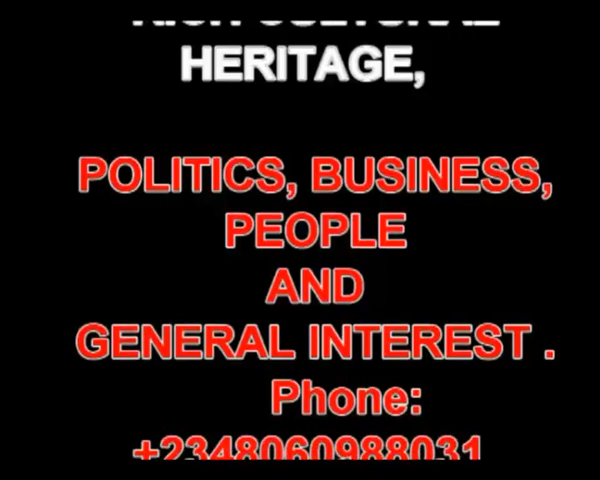 HERITAGE,
POLITICS, BUSINESS,
PEOPLE
AND
GENERAL INTEREST .
Phone:
+2348060988031